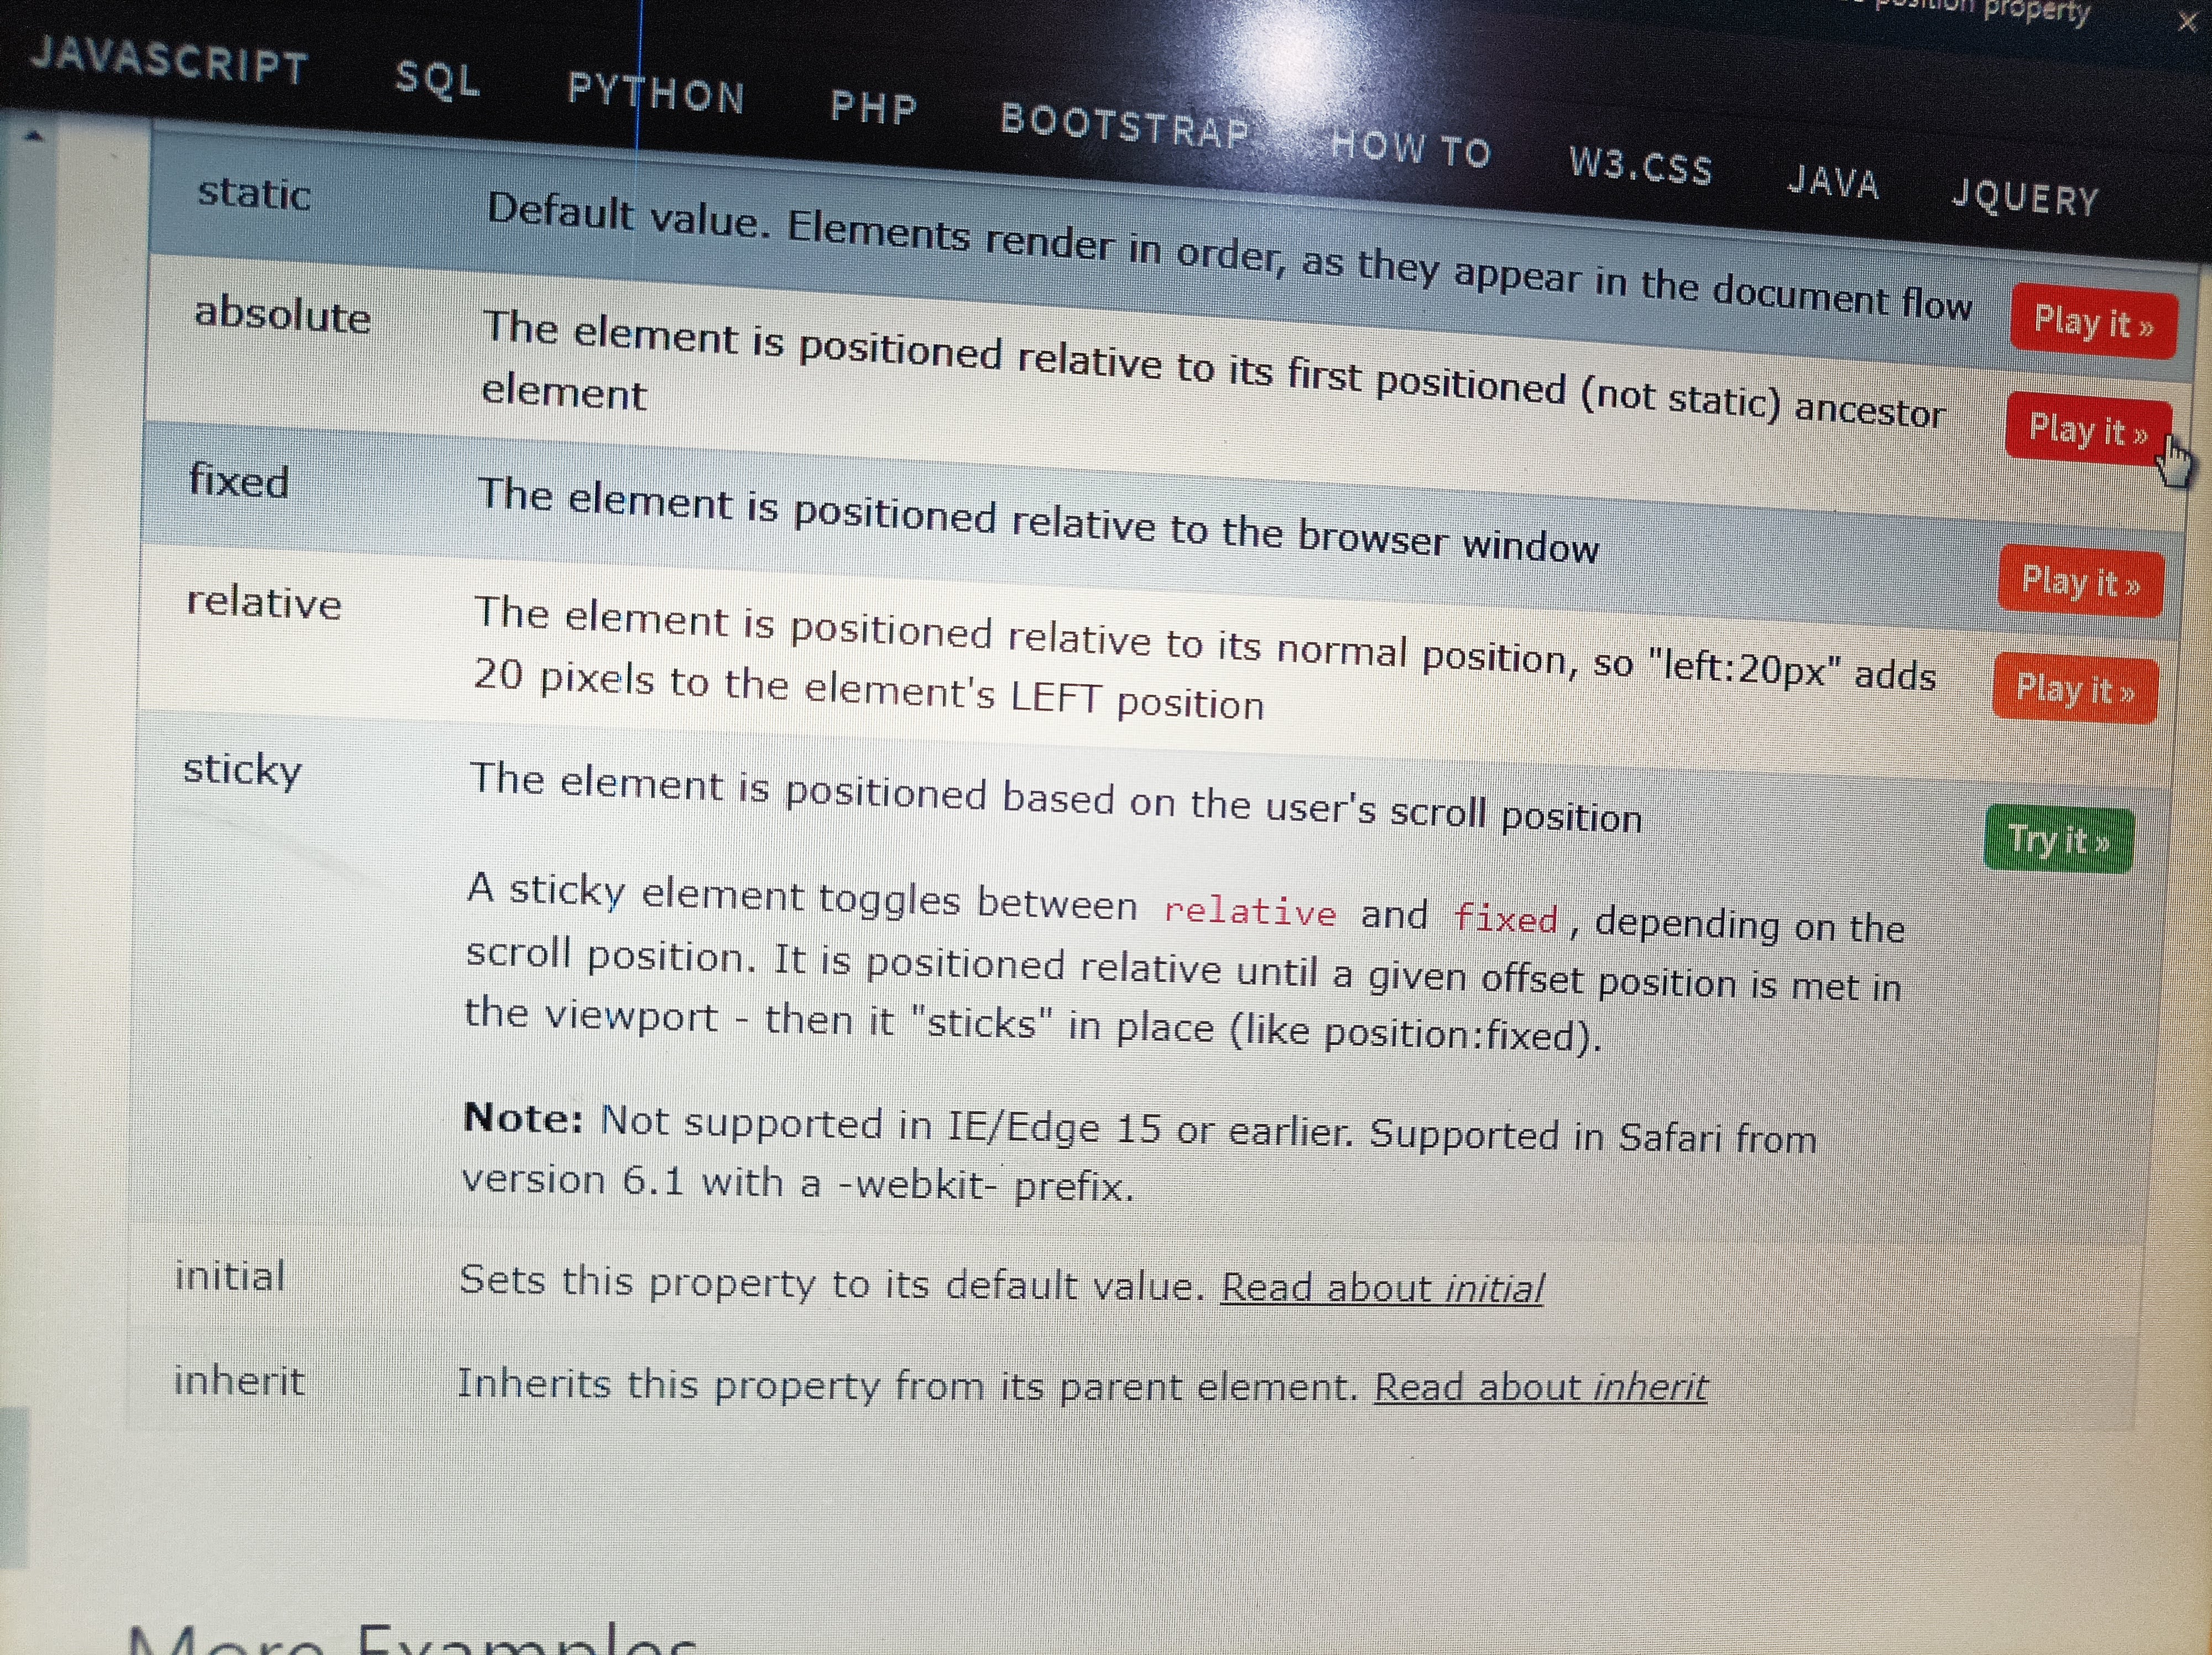 position property
JAVASCRIPT SQL PYTHON PHP BOOTSTRAP HOW TO W3.CSS JAVA JQUERY
static Default value. Elements render in order, as they appear in the document flow Play it »
absolute The element is positioned relative to its first positioned (not static) ancestor Play it »
element
fixed The element is positioned relative to the browser window Play it »
relative The element is positioned relative to its normal position, so "left:20px" adds Play it »
20 pixels to the element's LEFT position
sticky The element is positioned based on the user's scroll position Try it »
A sticky element toggles between relative and fixed, depending on the
scroll position. It is positioned relative until a given offset position is met in
the viewport - then it "sticks" in place (like position:fixed).
Note: Not supported in IE/Edge 15 or earlier. Supported in Safari from
version 6.1 with a -webkit- prefix.
initial Sets this property to its default value. Read about initial
inherit Inherits this property from its parent element. Read about inherit
More Examples